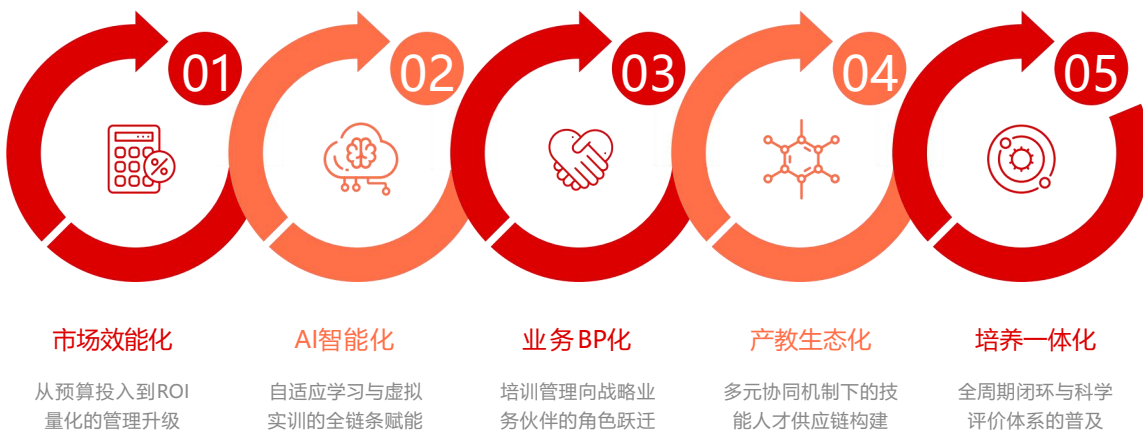 01
02
03
04
05
市场效能化
从预算投入到ROI
量化的管理升级
AI智能化
自适应学习与虚拟
实训的全链条赋能
业务BP化
培训管理向战略业
务伙伴的角色跃迁
产教生态化
多元协同机制下的技
能人才供应链构建
培养一体化
全周期闭环与科学
评价体系的普及